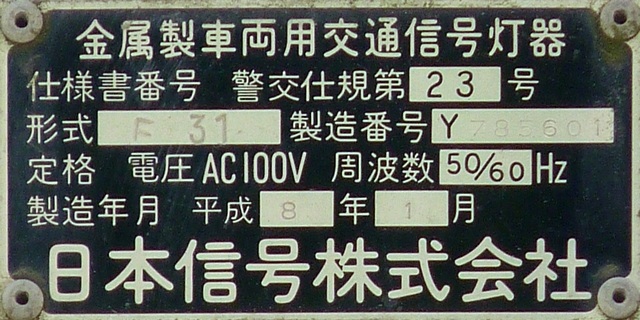 金属製車両用交通信号灯器
仕様書番号 警交仕規第 23 号
形式 F 31 製造番号 Y 785601
定格 電圧 AC100V 周波数 50/60 Hz
製造年月 平成 8 年 1 月
日本信号株式会社